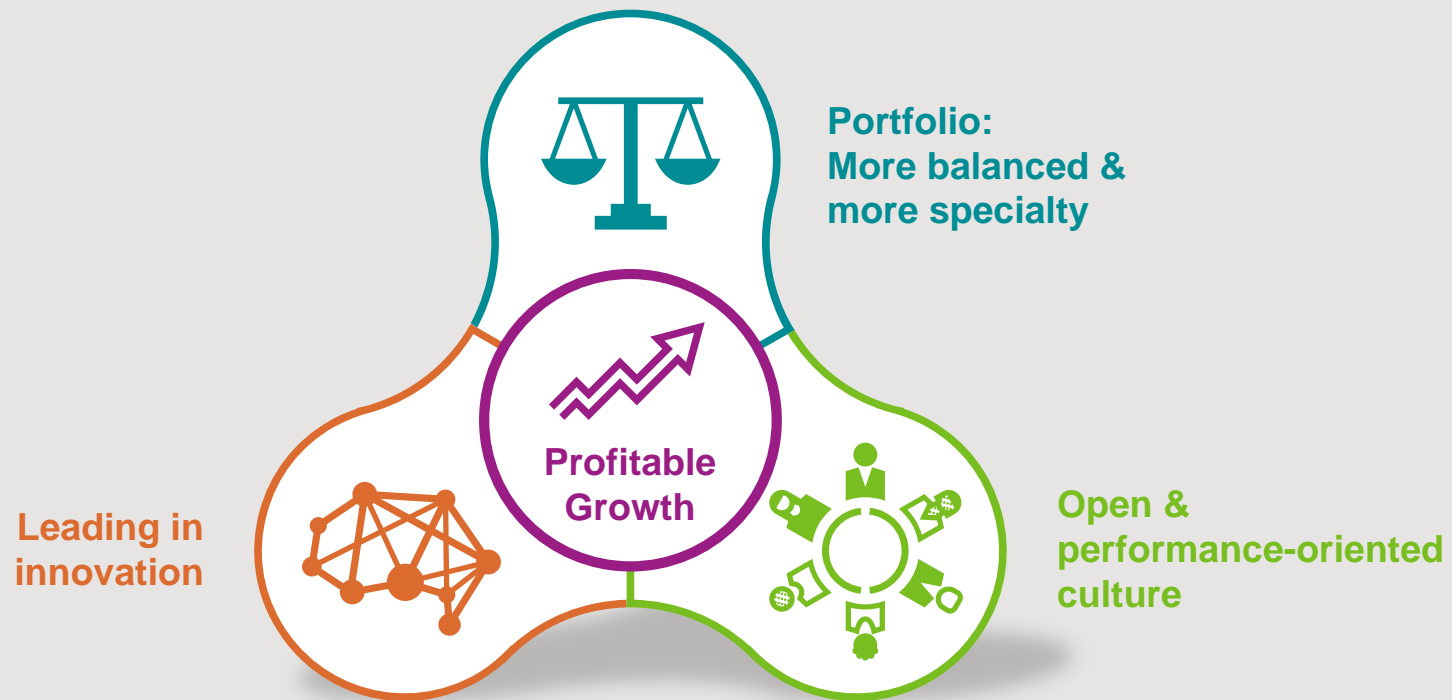 Portfolio:
More balanced &
more specialty
Profitable
Growth
Leading in
innovation
Open &
performance-oriented
culture